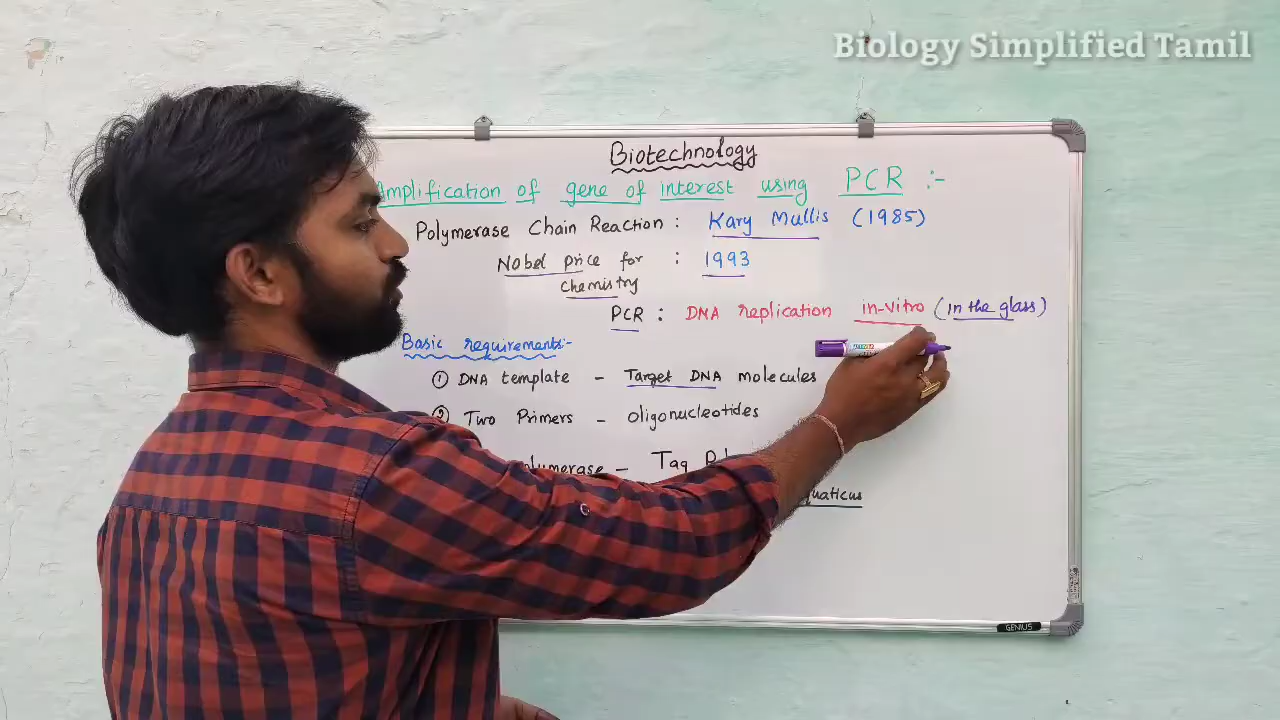 Biology Simplified Tamil
Biotechnology
Amplification of gene of interest using PCR :-
Polymerase Chain Reaction : Kary Mullis (1985)
Nobel price for : 1993
chemistry
PCR : DNA replication in-vitro (in the glass)
Basic requirements:-
① DNA template - Target DNA molecules
② Two Primers - oligonucleotides
- Taq
GENIUS